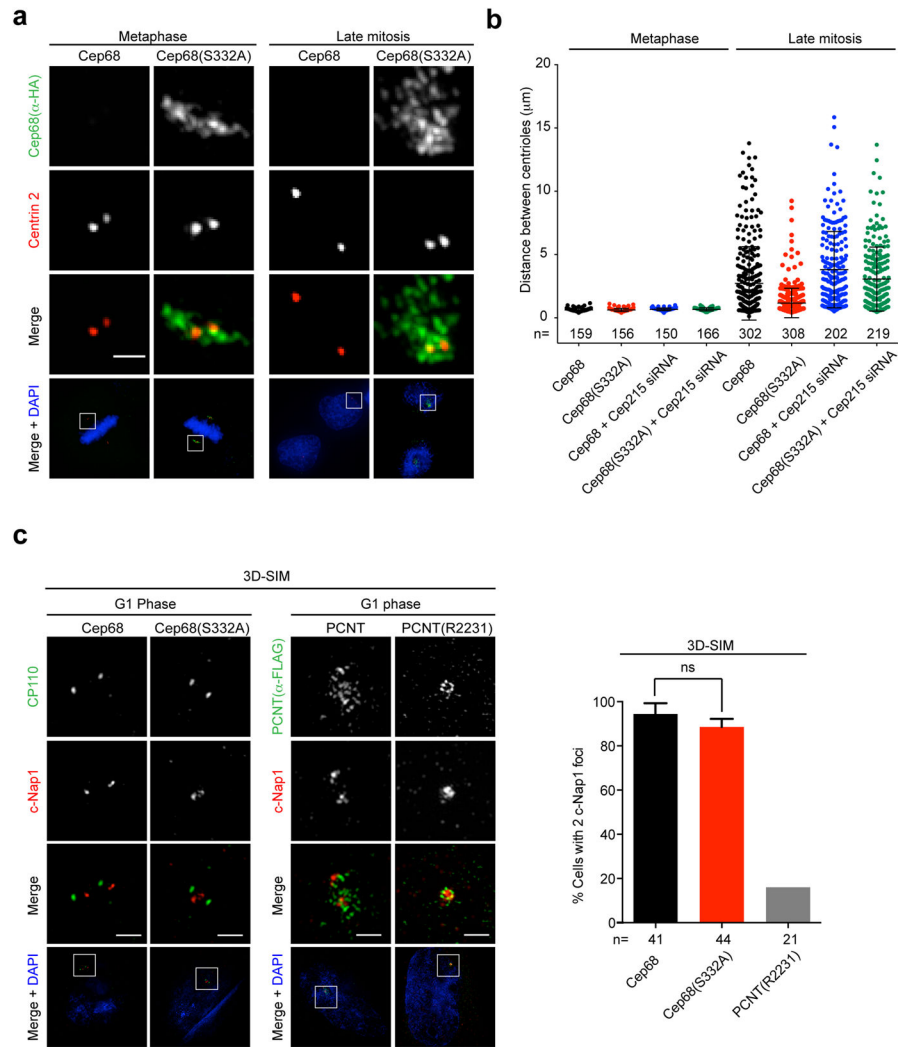 a
Metaphase
Late mitosis
Cep68
Cep68(S332A)
Cep68
Cep68(S332A)
Cep68(α-HA)
Centrin 2
Merge
Merge + DAPI
b
Metaphase
Late mitosis
Distance between centrioles (μm)
20
15
10
5
0
n=
159
156
150
166
302
308
202
219
Cep68
Cep68(S332A)
Cep68 + Cep215 siRNA
Cep68(S332A) + Cep215 siRNA
Cep68
Cep68(S332A)
Cep68 + Cep215 siRNA
Cep68(S332A) + Cep215 siRNA
c
3D-SIM
G1 Phase
G1 phase
Cep68
Cep68(S332A)
PCNT
PCNT(R2231)
CP110
c-Nap1
Merge
Merge + DAPI
PCNT(α-FLAG)
c-Nap1
Merge
Merge + DAPI
3D-SIM
ns
% Cells with 2 c-Nap1 foci
100
80
60
40
20
0
n=
41
44
21
Cep68
Cep68(S332A)
PCNT(R2231)